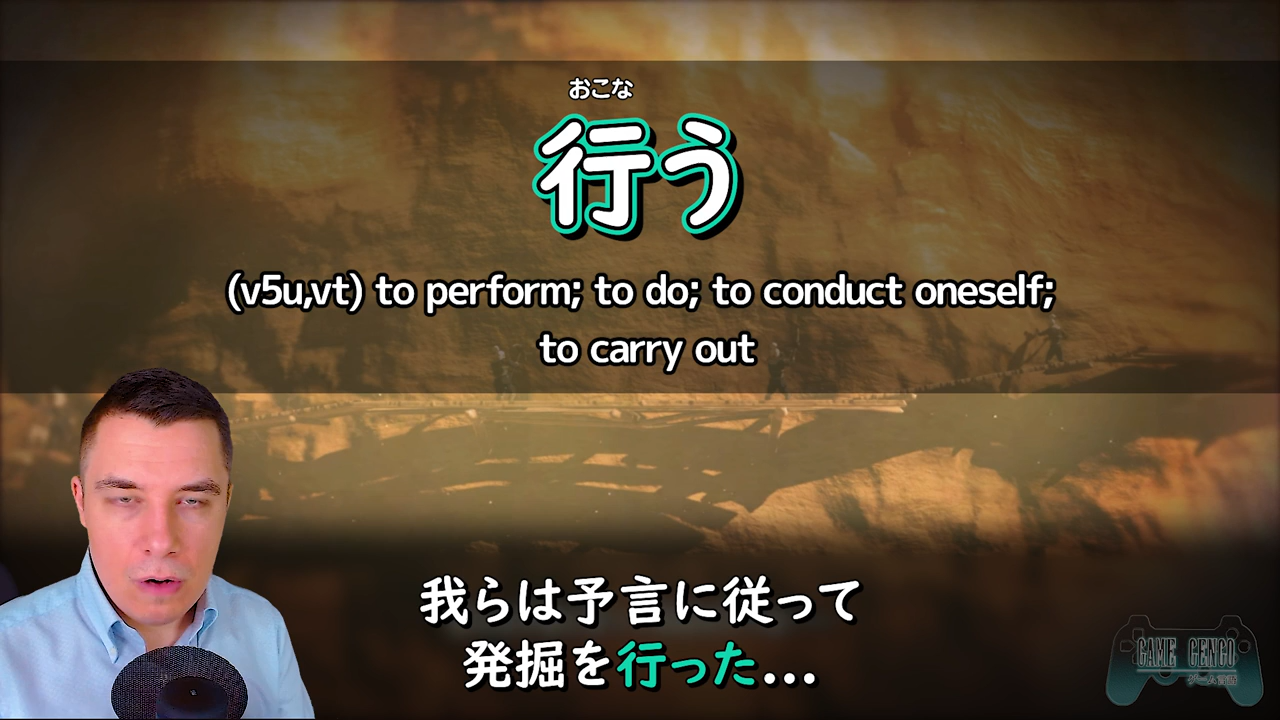 おこな
行う
(v5u,vt) to perform; to do; to conduct oneself;
to carry out
我らは予言に従って
発掘を行った...
GAME GENGO
ゲーム言語